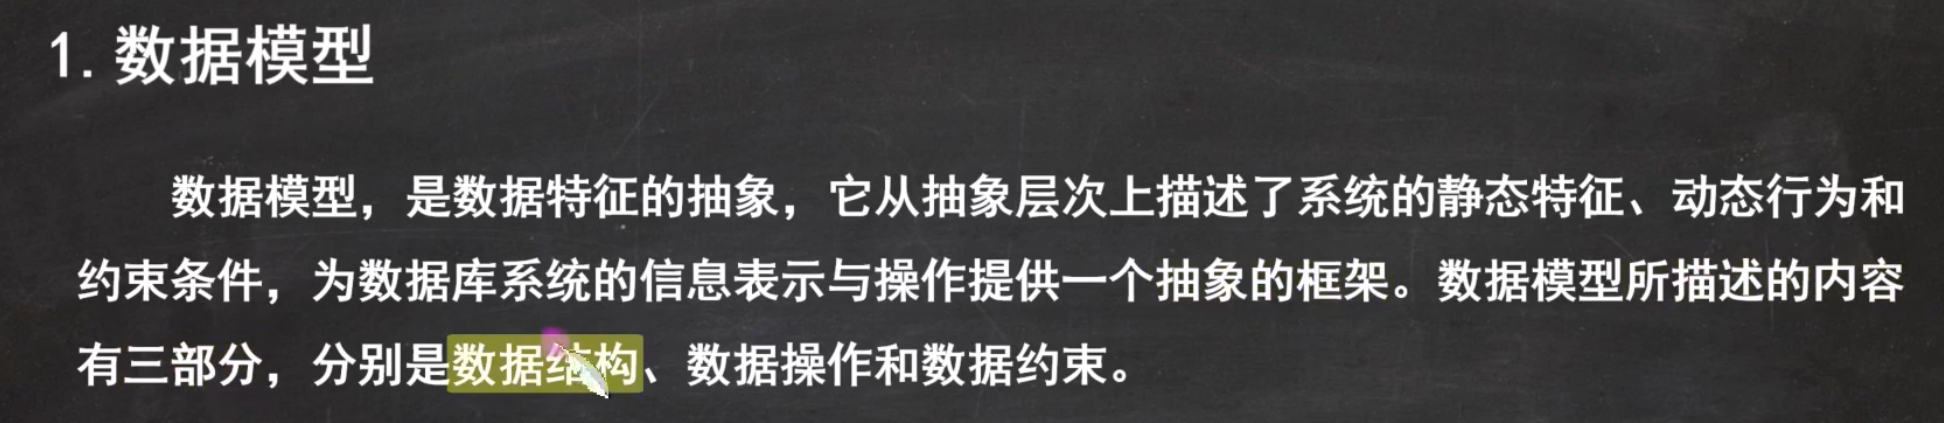 1. 数据模型
数据模型，是数据特征的抽象，它从抽象层次上描述了系统的静态特征、动态行为和
约束条件，为数据库系统的信息表示与操作提供一个抽象的框架。数据模型所描述的内容
有三部分，分别是数据结构、数据操作和数据约束。